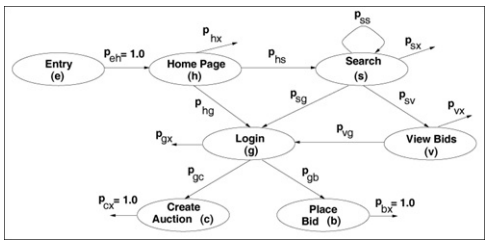 p_ss
p_hx
p_sx
Entry
(e)
p_eh= 1.0
Home Page
(h)
p_hs
Search
(s)
p_hg
p_sg
p_sv
p_vx
p_gx
Login
(g)
p_vg
View Bids
(v)
p_gc
p_gb
p_cx= 1.0
Create
Auction (c)
Place
Bid (b)
p_bx= 1.0